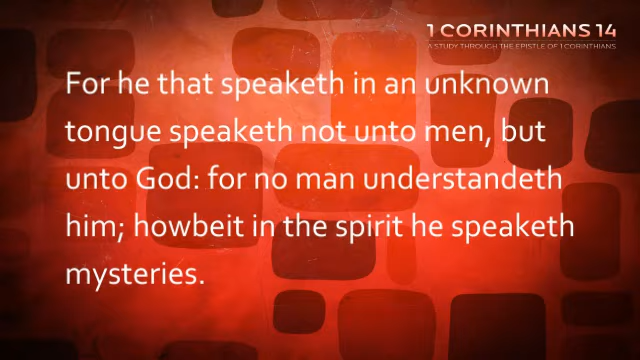 1 CORINTHIANS 14
A STUDY THROUGH THE EPISTLE OF 1 CORINTHIANS
For he that speaketh in an unknown
tongue speaketh not unto men, but
unto God: for no man understandeth
him; howbeit in the spirit he speaketh
mysteries.